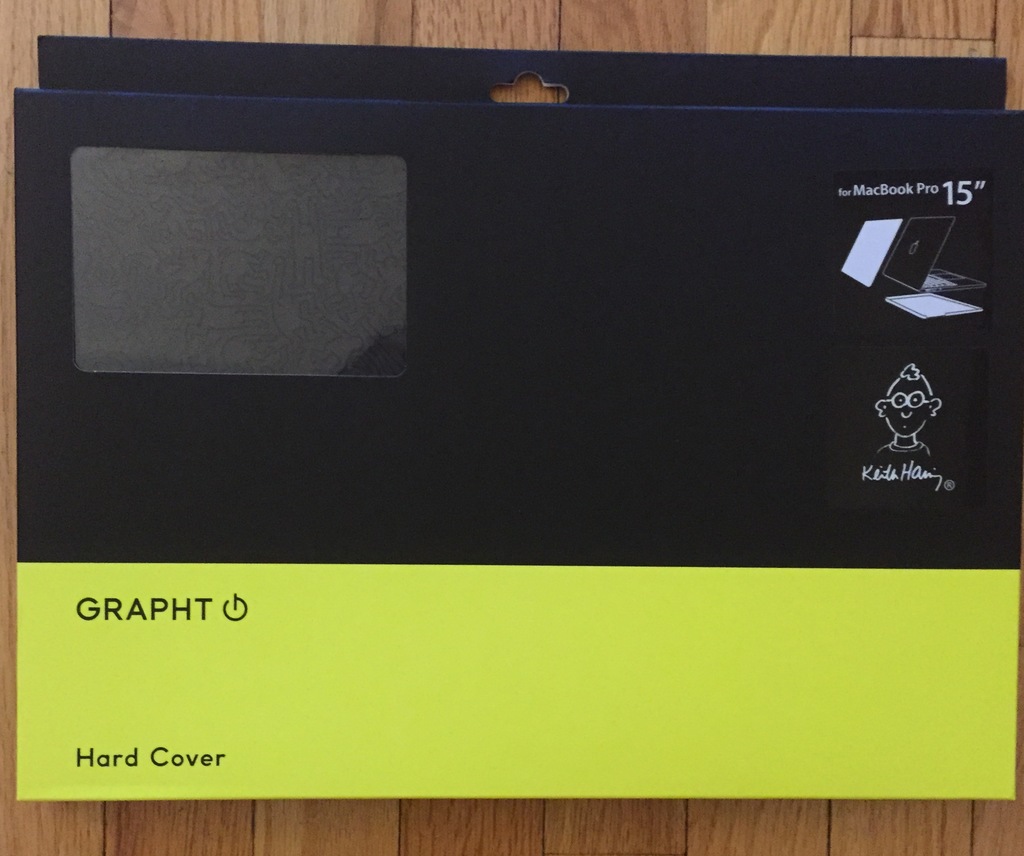 for MacBook Pro 15"
Keith Haring ®
GRAPHT
Hard Cover